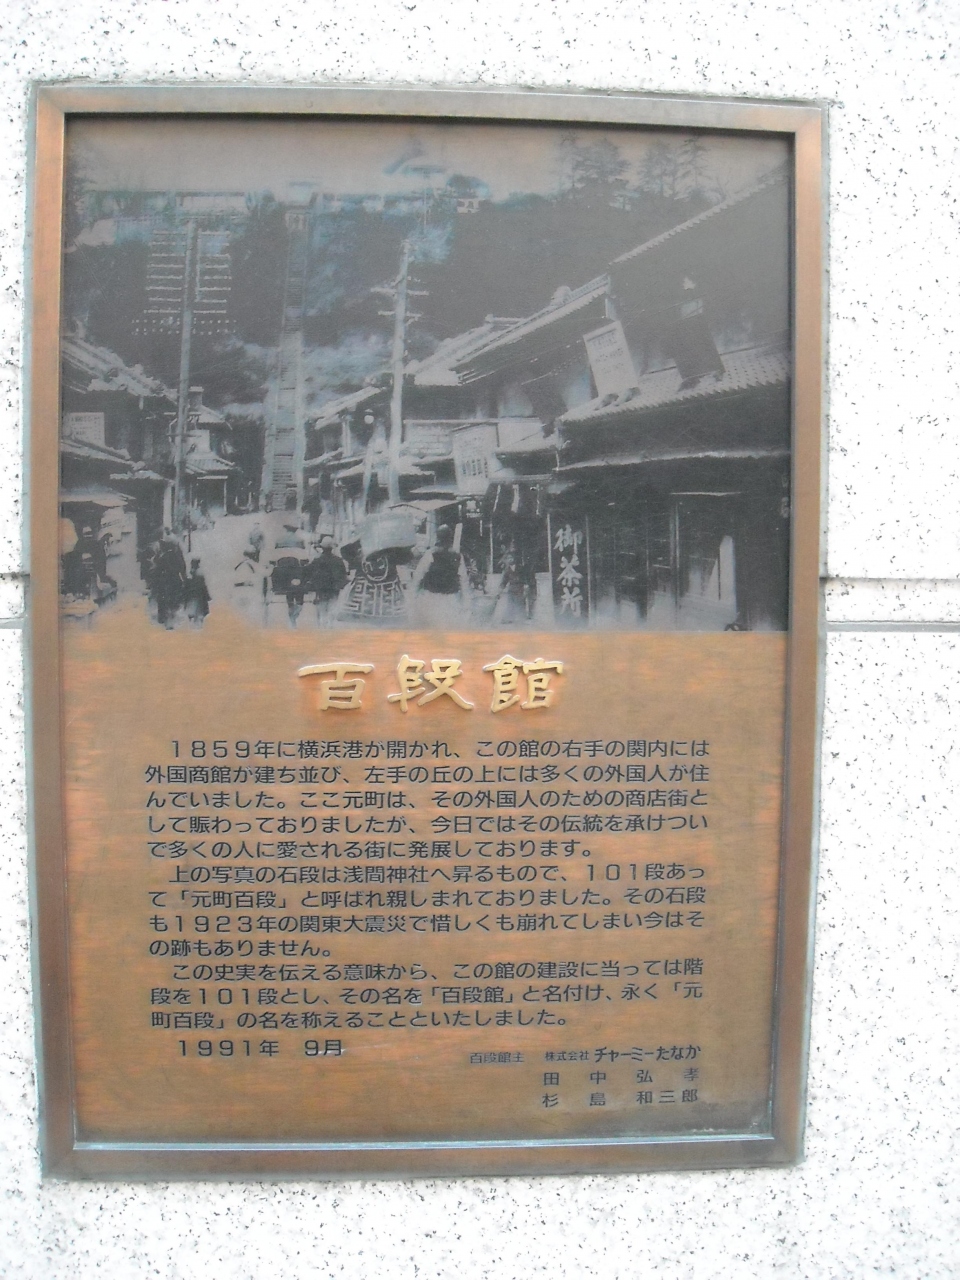 御茶所
百段館
1859年に横浜港が開かれ、この館の右手の関内には
外国商館が建ち並び、左手の丘の上には多くの外国人が住
んでいました。ここ元町は、その外国人のための商店街と
して賑わっておりましたが、今日ではその伝統を承けつい
で多くの人に愛される街に発展しております。
上の写真の石段は浅間神社へ昇るもので、101段あっ
て「元町百段」と呼ばれ親しまれておりました。その石段
も1923年の関東大震災で惜しくも崩れてしまい今はそ
の跡もありません。
この史実を伝える意味から、この館の建設に当っては階
段を101段とし、その名を「百段館」と名付け、永く「元
町百段」の名を称えることといたしました。
1991年 9月
百段館主 株式会社 チャーミーたなか
田中弘孝
杉島和三郎